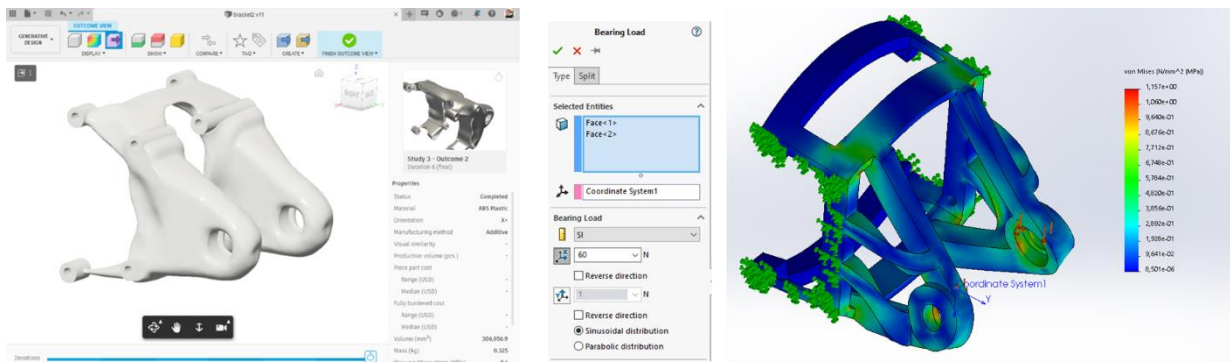 bracket2 v11
OUTCOME VIEW
GENERATIVE
DESIGN
DISPLAY
SHOW
COMPARE
TAG
CREATE
FINISH OUTCOME VIEW
1
Z
RIGHT
Study 3 - Outcome 2
Iteration 6 (final)
Properties
Status Completed
Material ABS Plastic
Orientation X+
Manufacturing method Additive
Visual similarity -
Production volume (pcs.) -
Piece part cost
Range (USD) -
Median (USD) -
Fully burdened cost
Range (USD) -
Median (USD) -
Volume (mm³) 306,956.9
Mass (kg) 0.325
Iterations
Bearing Load
Type Split
Selected Entities
Face<1>
Face<2>
Coordinate System1
Bearing Load
SI
60 N
Reverse direction
1 N
Reverse direction
Sinusoidal distribution
Parabolic distribution
von Mises (N/mm^2 (MPa))
1,157e+00
1,060e+00
9,640e-01
8,676e-01
7,712e-01
6,748e-01
5,784e-01
4,820e-01
3,856e-01
2,892e-01
1,928e-01
9,641e-02
8,501e-06
oordinate System1
Y